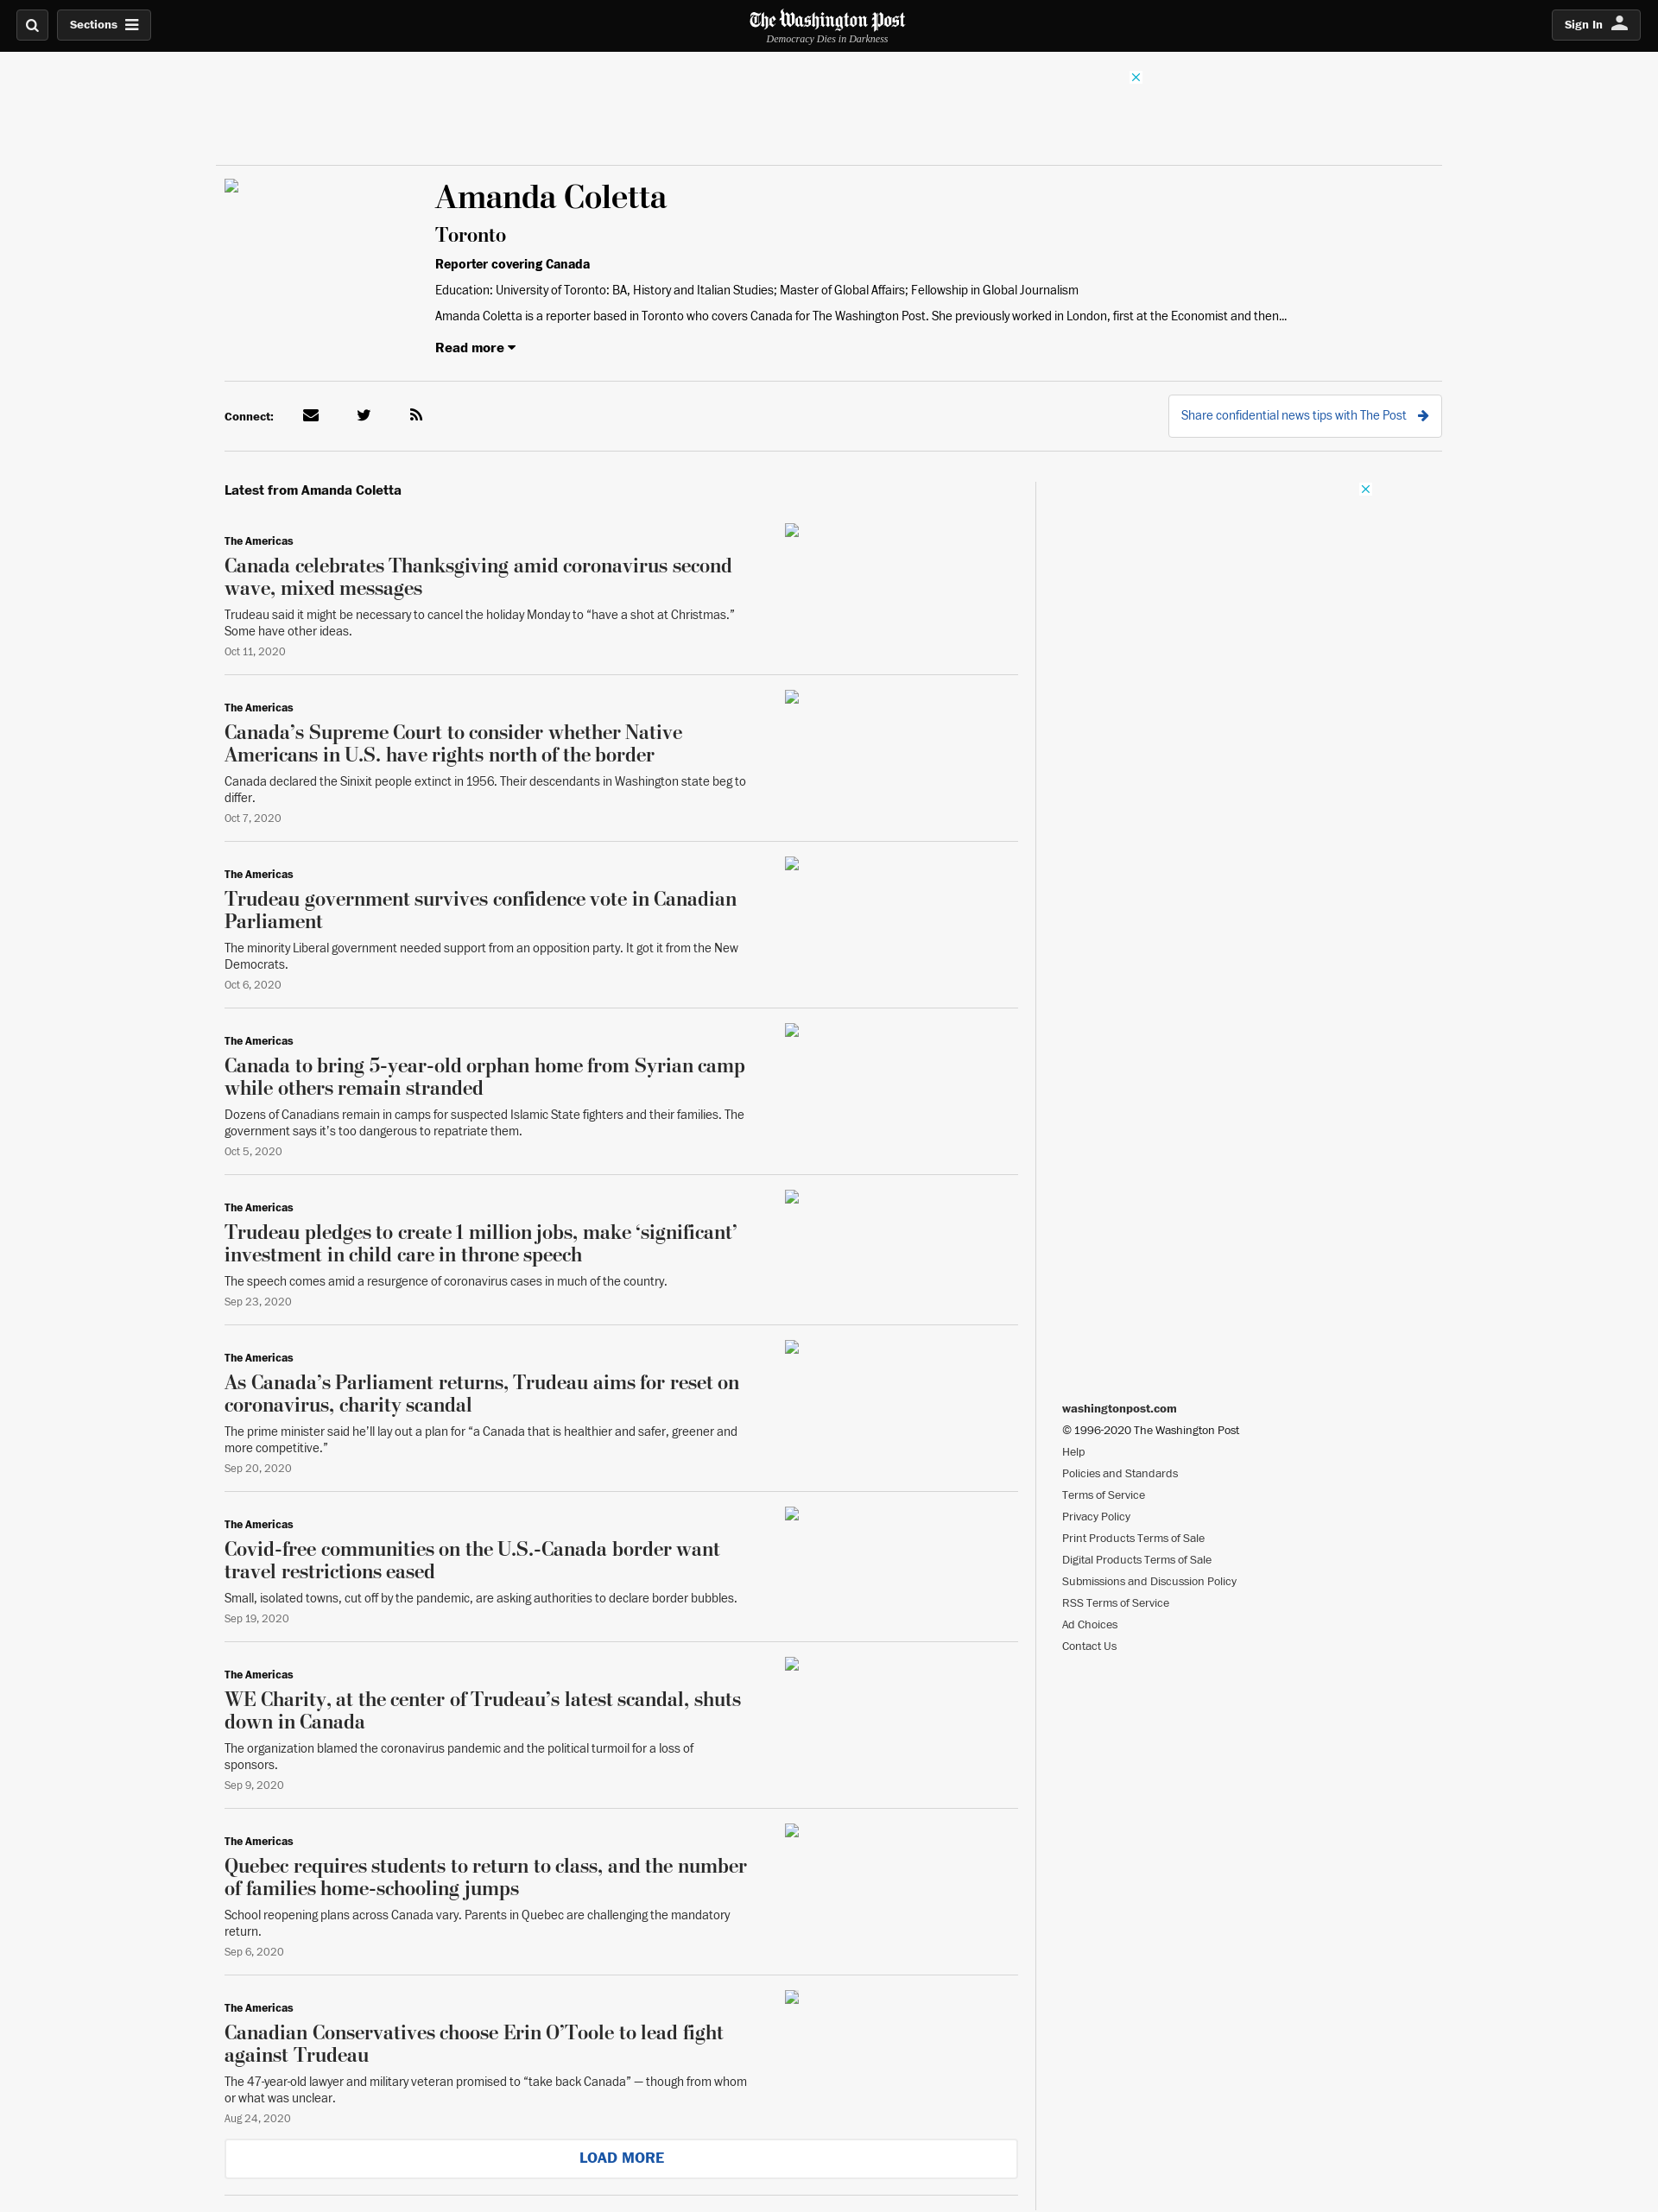 Sections
The Washington Post
Democracy Dies in Darkness
Sign In
Amanda Coletta
Toronto
Reporter covering Canada
Education: University of Toronto: BA, History and Italian Studies; Master of Global Affairs; Fellowship in Global Journalism
Amanda Coletta is a reporter based in Toronto who covers Canada for The Washington Post. She previously worked in London, first at the Economist and then...
Read more
Connect:
Share confidential news tips with The Post
Latest from Amanda Coletta
The Americas
Canada celebrates Thanksgiving amid coronavirus second
wave, mixed messages
Trudeau said it might be necessary to cancel the holiday Monday to “have a shot at Christmas.”
Some have other ideas.
Oct 11, 2020
The Americas
Canada’s Supreme Court to consider whether Native
Americans in U.S. have rights north of the border
Canada declared the Sinixit people extinct in 1956. Their descendants in Washington state beg to
differ.
Oct 7, 2020
The Americas
Trudeau government survives confidence vote in Canadian
Parliament
The minority Liberal government needed support from an opposition party. It got it from the New
Democrats.
Oct 6, 2020
The Americas
Canada to bring 5-year-old orphan home from Syrian camp
while others remain stranded
Dozens of Canadians remain in camps for suspected Islamic State fighters and their families. The
government says it’s too dangerous to repatriate them.
Oct 5, 2020
The Americas
Trudeau pledges to create 1 million jobs, make ‘significant’
investment in child care in throne speech
The speech comes amid a resurgence of coronavirus cases in much of the country.
Sep 23, 2020
The Americas
As Canada’s Parliament returns, Trudeau aims for reset on
coronavirus, charity scandal
The prime minister said he’ll lay out a plan for “a Canada that is healthier and safer, greener and
more competitive.”
Sep 20, 2020
The Americas
Covid-free communities on the U.S.-Canada border want
travel restrictions eased
Small, isolated towns, cut off by the pandemic, are asking authorities to declare border bubbles.
Sep 19, 2020
The Americas
WE Charity, at the center of Trudeau’s latest scandal, shuts
down in Canada
The organization blamed the coronavirus pandemic and the political turmoil for a loss of
sponsors.
Sep 9, 2020
The Americas
Quebec requires students to return to class, and the number
of families home-schooling jumps
School reopening plans across Canada vary. Parents in Quebec are challenging the mandatory
return.
Sep 6, 2020
The Americas
Canadian Conservatives choose Erin O’Toole to lead fight
against Trudeau
The 47-year-old lawyer and military veteran promised to “take back Canada” — though from whom
or what was unclear.
Aug 24, 2020
LOAD MORE
washingtonpost.com
© 1996-2020 The Washington Post
Help
Policies and Standards
Terms of Service
Privacy Policy
Print Products Terms of Sale
Digital Products Terms of Sale
Submissions and Discussion Policy
RSS Terms of Service
Ad Choices
Contact Us